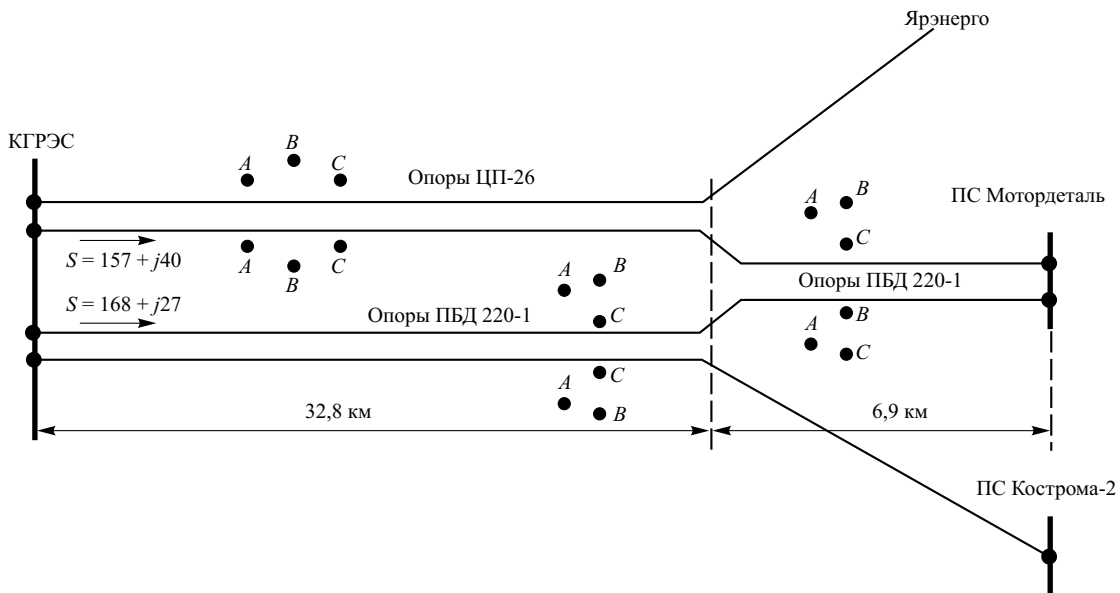 Ярэнерго
КГРЭС
B
A
C
Опоры ЦП-26
A
B
C
ПС Мотордеталь
S = 157 + j40
A
B
C
S = 168 + j27
Опоры ПБД 220-1
A
B
C
Опоры ПБД 220-1
A
B
C
A
C
B
32,8 км
6,9 км
ПС Кострома-2